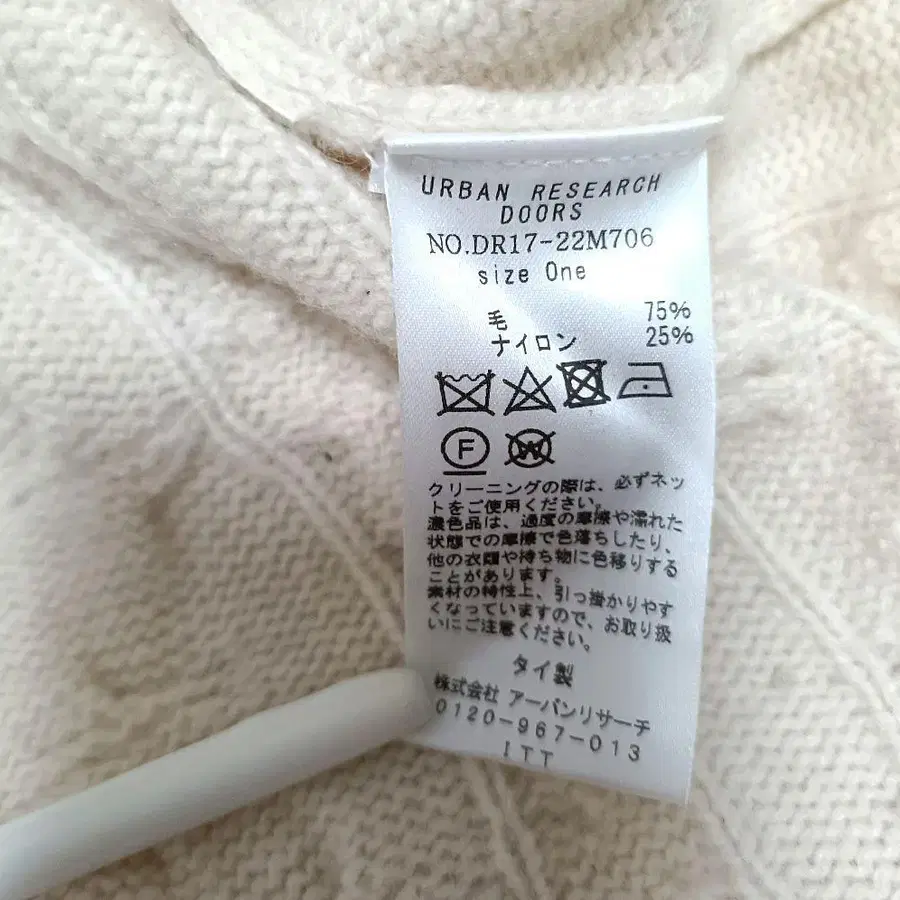 URBAN RESEARCH
DOORS
NO.DR17-22M706
size One
毛 75%
ナイロン 25%
F W
クリーニングの際は、必ずネッ
トをご使用ください。
濃色品は、過度の摩擦や濡れた
状態での摩擦で色落ちしたり、
他の衣類や持ち物に色移りする
ことがあります。
素材の特性上、引っ掛かりやす
くなっていますので、お取り扱
いにご注意ください。
タイ製
株式会社 アーバンリサーチ
0120-967-013
ITT